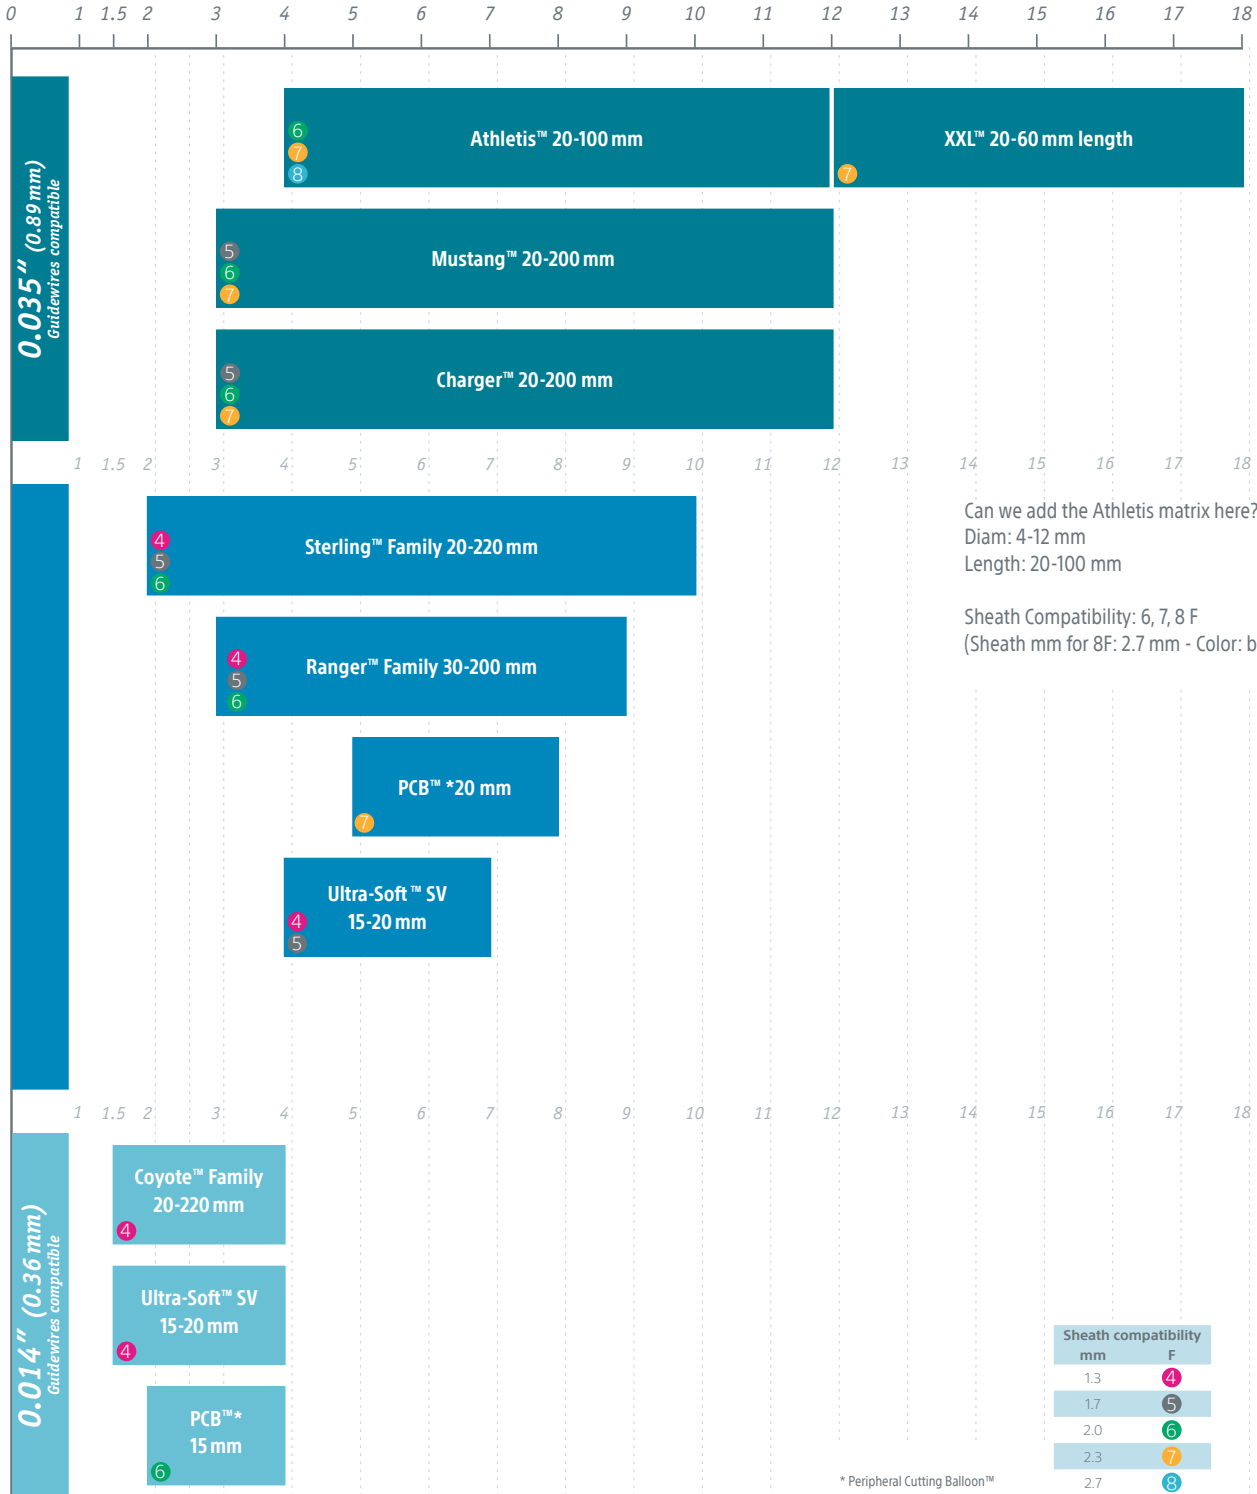 0 1 1.5 2 3 4 5 6 7 8 9 10 11 12 13 14 15 16 17 18
0.035″ (0.89 mm)
Guidewires compatible
Athletis™ 20-100 mm
6
7
8
XXL™ 20-60 mm length
7
Mustang™ 20-200 mm
5
6
7
Charger™ 20-200 mm
5
6
7
1 1.5 2 3 4 5 6 7 8 9 10 11 12 13 14 15 16 17 18
Sterling™ Family 20-220 mm
4
5
6
Can we add the Athletis matrix here?
Diam: 4-12 mm
Length: 20-100 mm
Sheath Compatibility: 6, 7, 8 F
(Sheath mm for 8F: 2.7 mm - Color: b
Ranger™ Family 30-200 mm
4
5
6
PCB™ *20 mm
7
Ultra-Soft™ SV
15-20 mm
4
5
1 1.5 2 3 4 5 6 7 8 9 10 11 12 13 14 15 16 17 18
0.014″ (0.36 mm)
Guidewires compatible
Coyote™ Family
20-220 mm
4
Ultra-Soft™ SV
15-20 mm
4
PCB™*
15 mm
6
Sheath compatibility
mm F
1.3 4
1.7 5
2.0 6
2.3 7
2.7 8
* Peripheral Cutting Balloon™